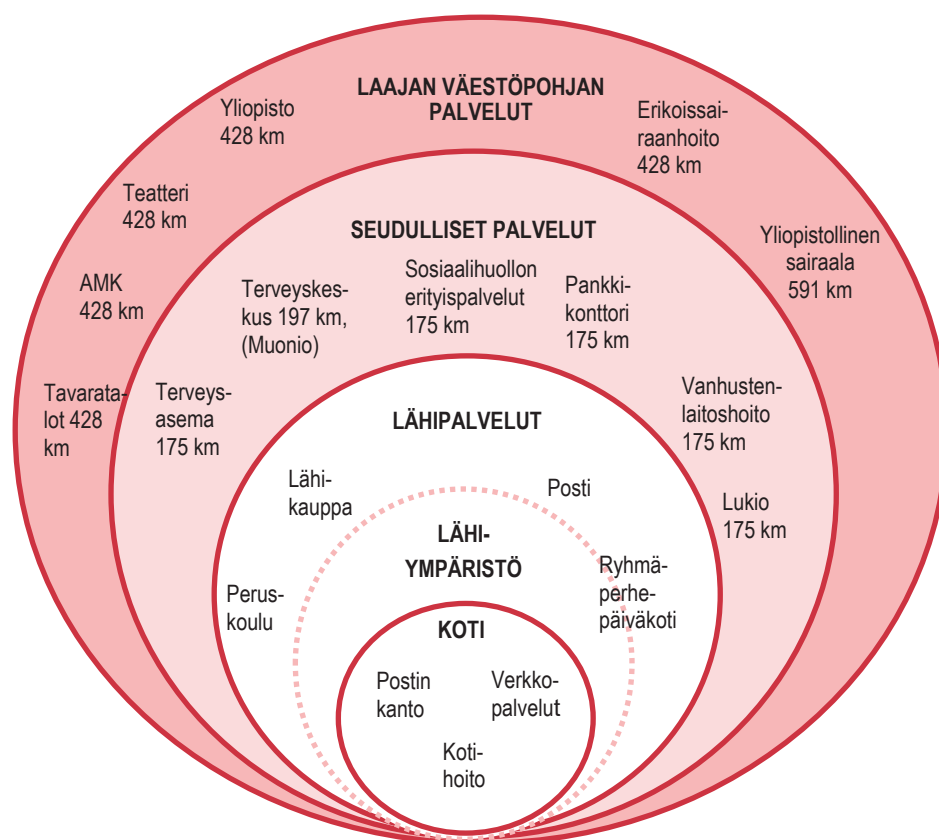 LAAJAN VÄESTÖPOHJAN
PALVELUT
Yliopisto
428 km
Erikoissai-
raanhoito
428 km
Teatteri
428 km
Yliopistollinen
sairaala
591 km
AMK
428 km
Tavarata-
lot 428
km
SEUDULLISET PALVELUT
Terveyskes-
kus 197 km,
(Muonio)
Sosiaalihuollon
erityispalvelut
175 km
Pankki-
konttori
175 km
Terveys-
asema
175 km
Vanhusten-
laitoshoito
175 km
Lukio
175 km
LÄHIPALVELUT
Lähi-
kauppa
Posti
Perus-
koulu
Ryhmä-
perhe-
päiväkoti
LÄHI-
YMPÄRISTÖ
KOTI
Postin
kanto
Verkko-
palvelut
Koti-
hoito